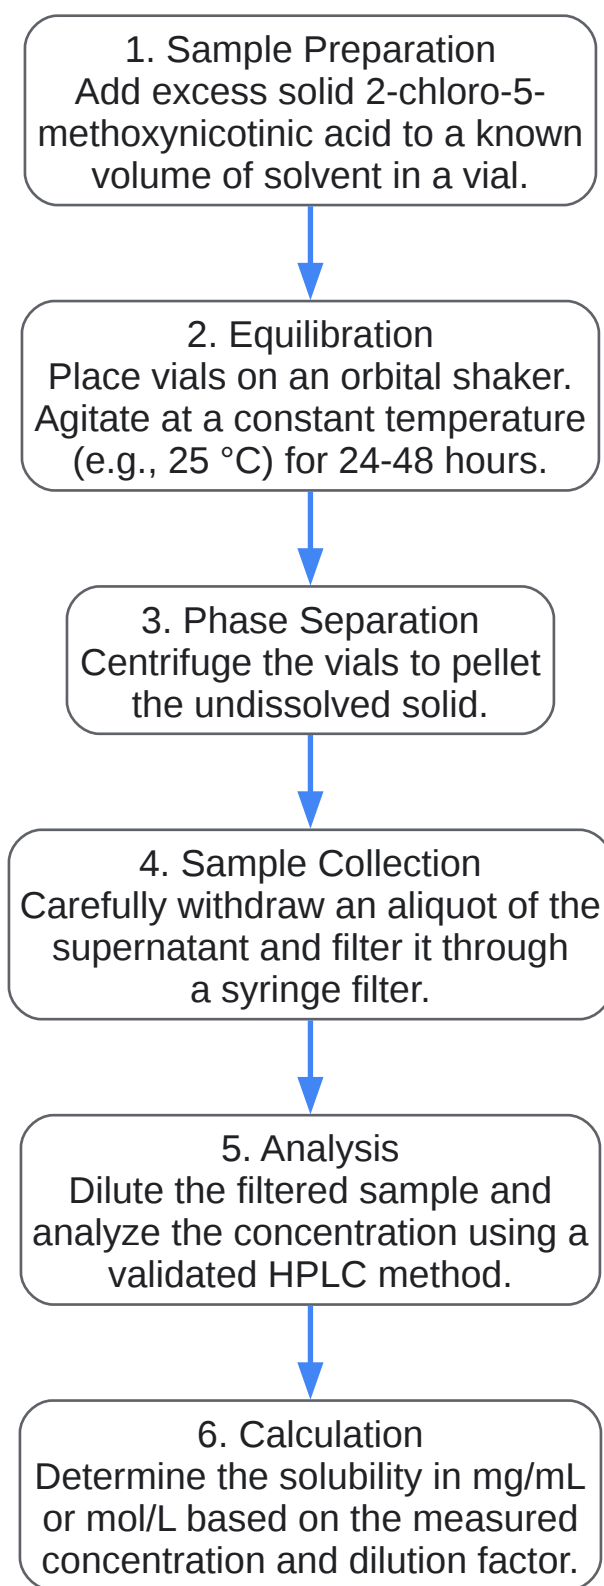 1. Sample Preparation
Add excess solid 2-chloro-5-
methoxynicotinic acid to a known
volume of solvent in a vial.
2. Equilibration
Place vials on an orbital shaker.
Agitate at a constant temperature
(e.g., 25 °C) for 24-48 hours.
3. Phase Separation
Centrifuge the vials to pellet
the undissolved solid.
4. Sample Collection
Carefully withdraw an aliquot of the
supernatant and filter it through
a syringe filter.
5. Analysis
Dilute the filtered sample and
analyze the concentration using a
validated HPLC method.
6. Calculation
Determine the solubility in mg/mL
or mol/L based on the measured
concentration and dilution factor.